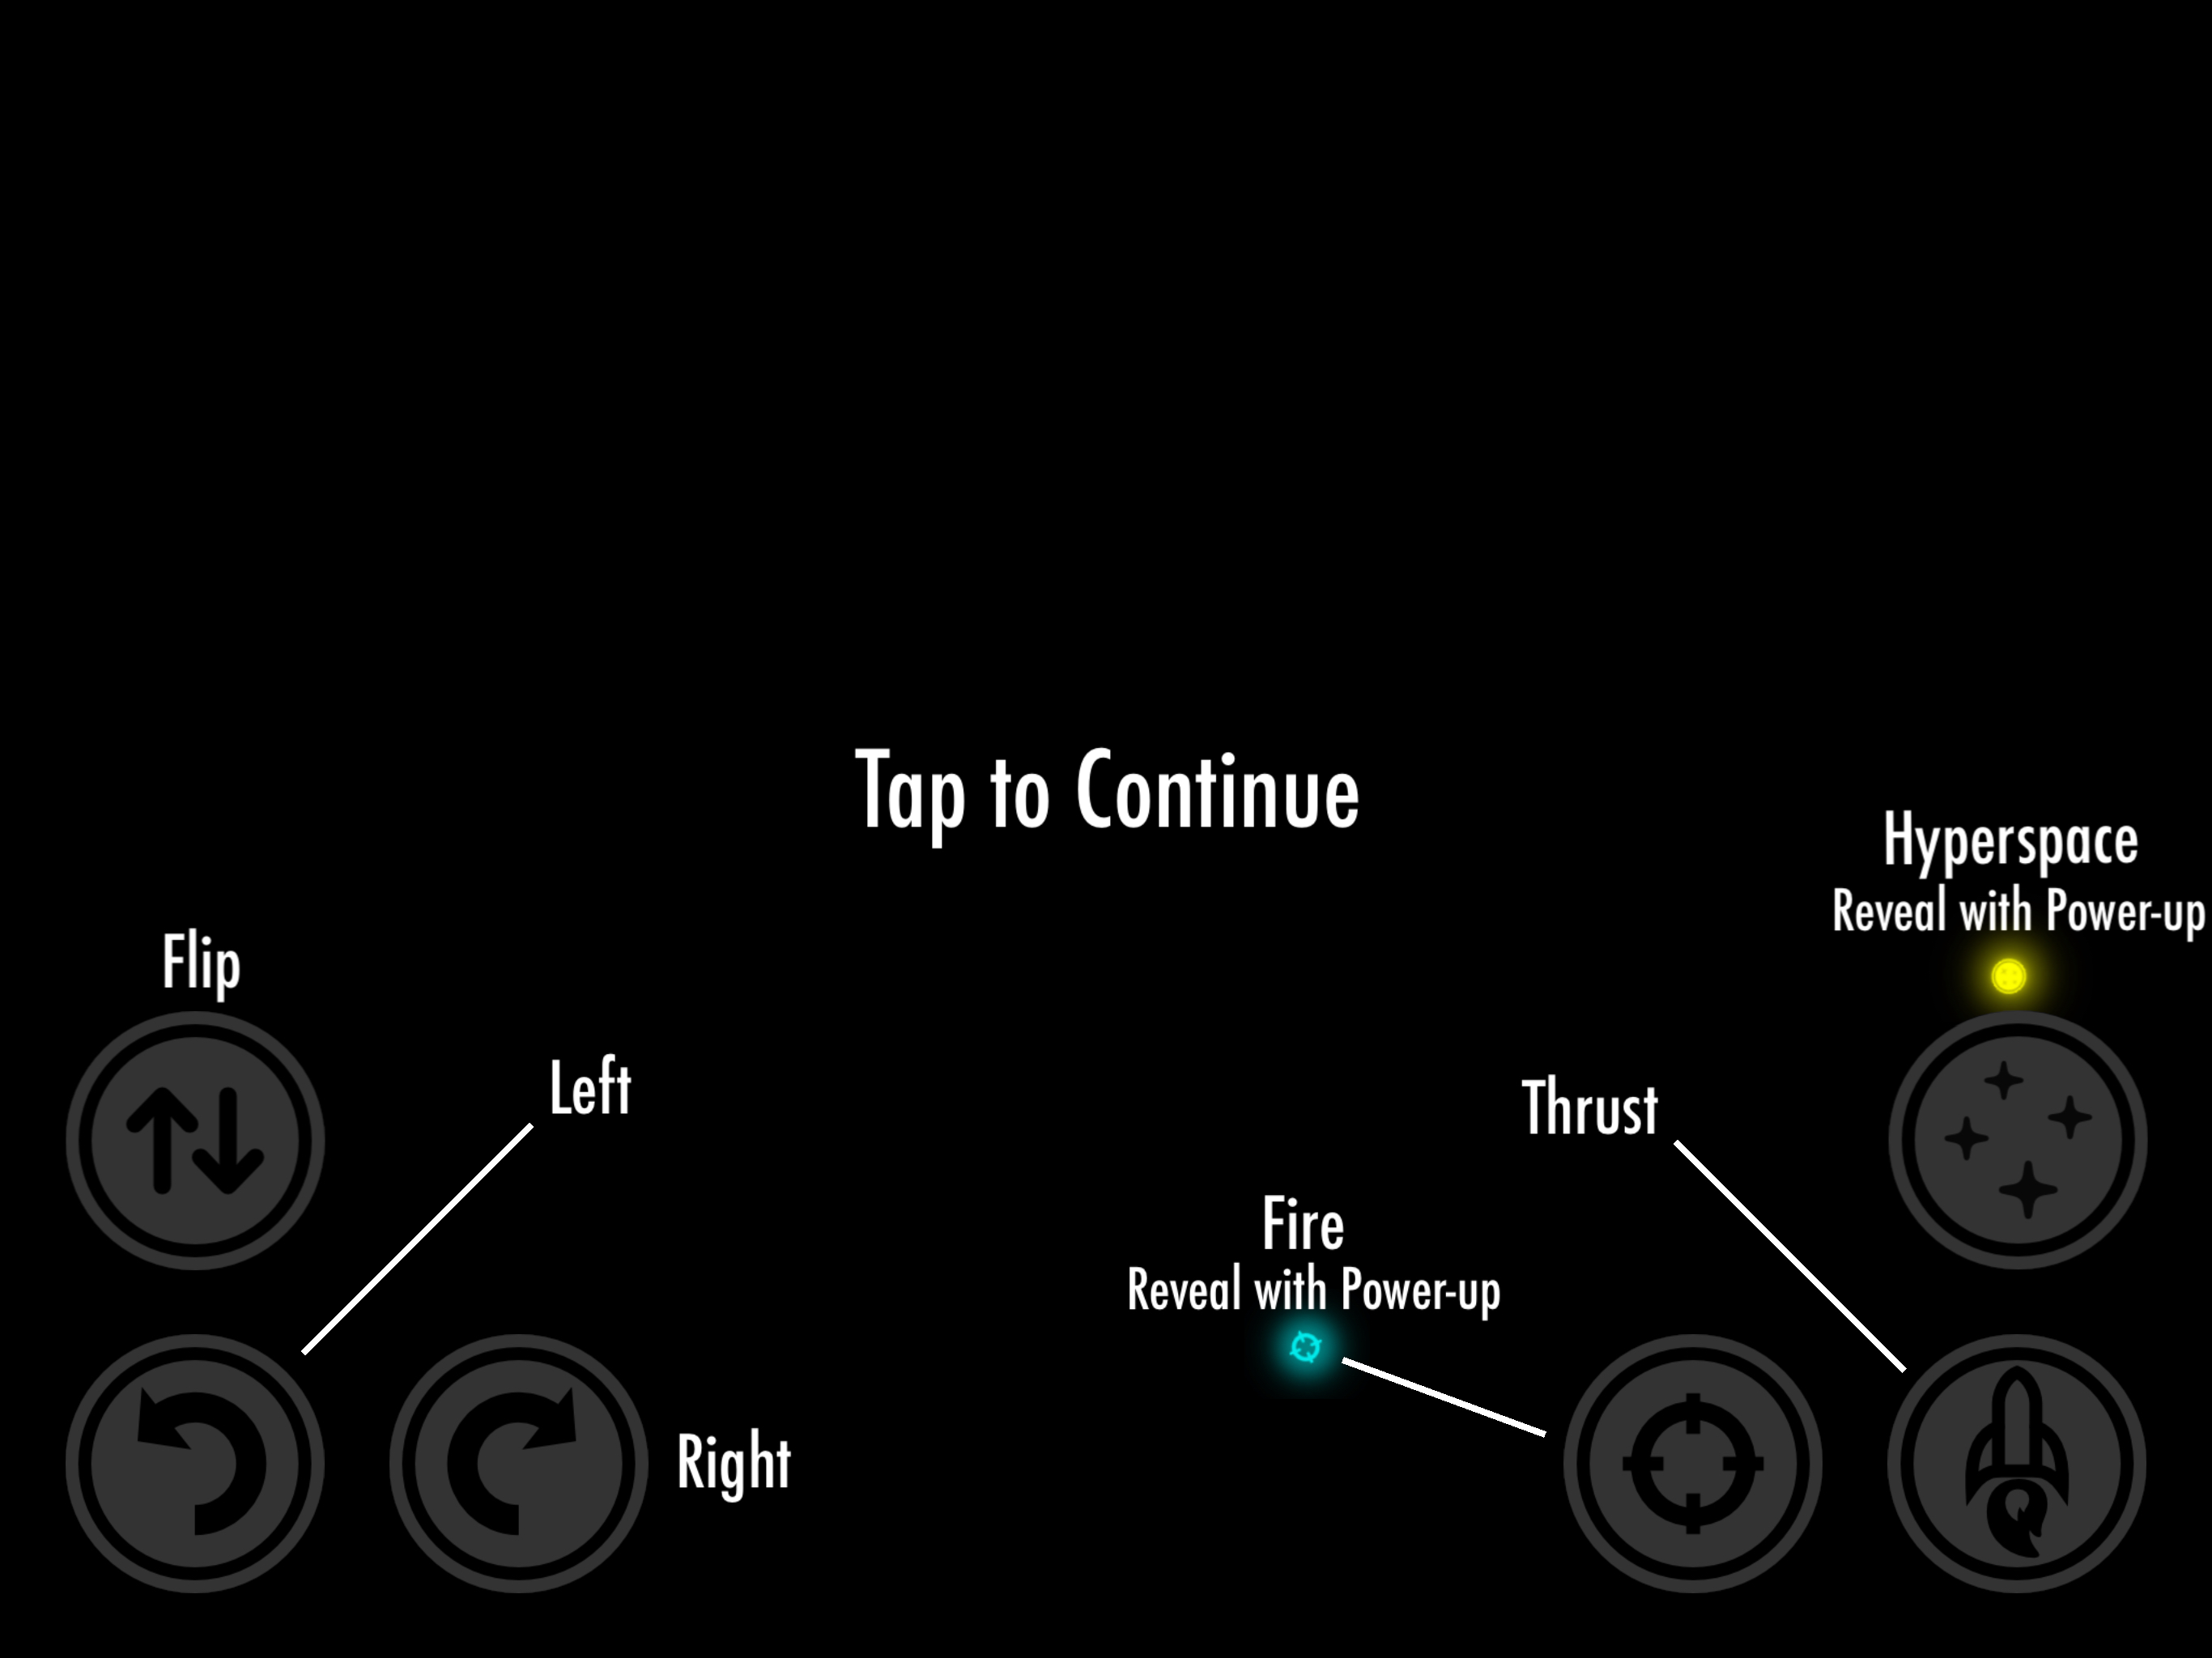 Tap to Continue
Hyperspace
Reveal with Power-up
Flip
Left
Thrust
Fire
Reveal with Power-up
Right